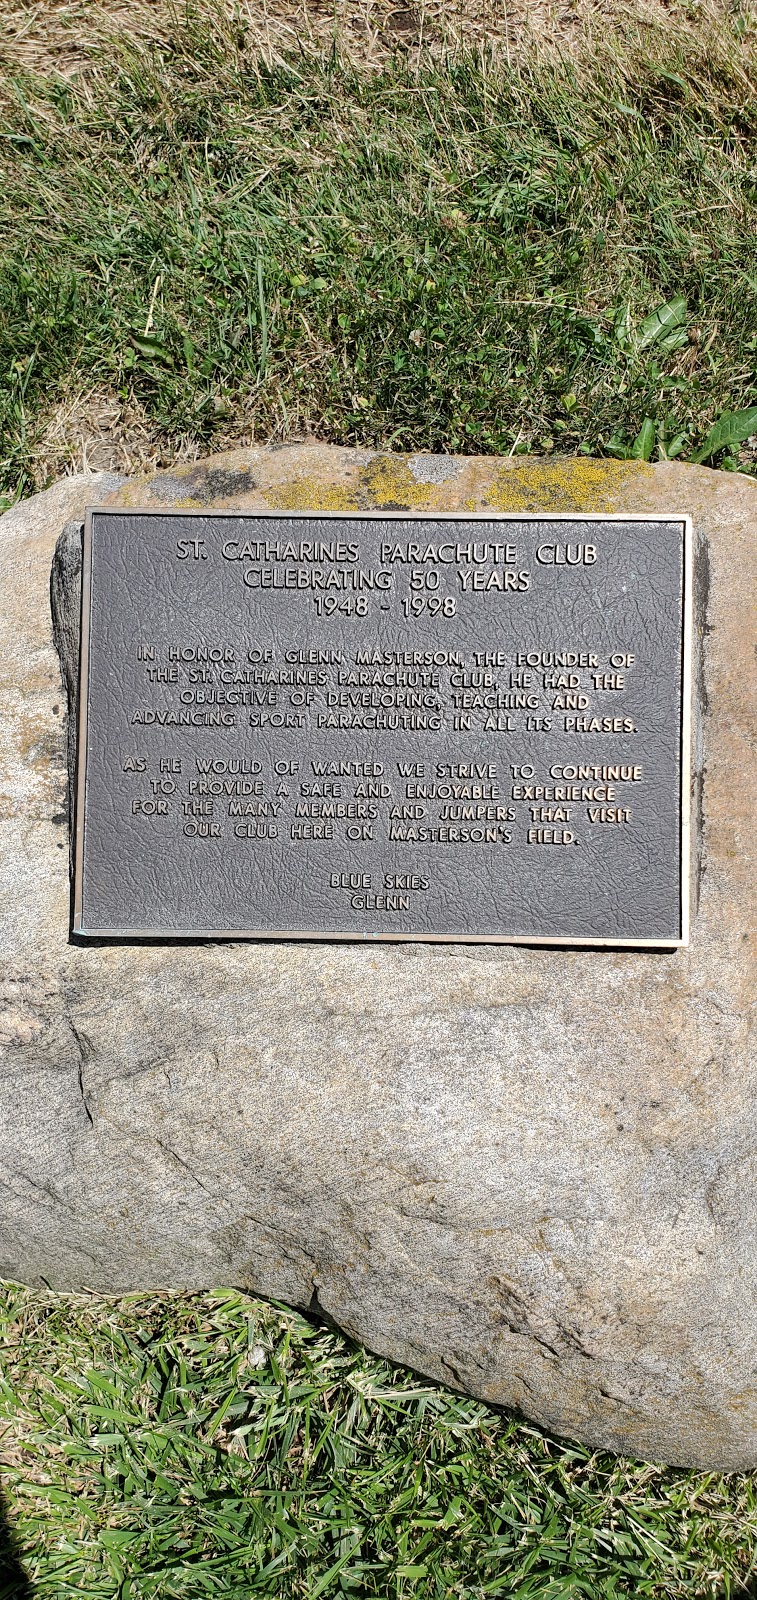 ST. CATHARINES PARACHUTE CLUB
CELEBRATING 50 YEARS
1948 - 1998
IN HONOR OF GLENN MASTERSON, THE FOUNDER OF
THE ST. CATHARINES PARACHUTE CLUB, HE HAD THE
OBJECTIVE OF DEVELOPING, TEACHING AND
ADVANCING SPORT PARACHUTING IN ALL ITS PHASES.
AS HE WOULD OF WANTED WE STRIVE TO CONTINUE
TO PROVIDE A SAFE AND ENJOYABLE EXPERIENCE
FOR THE MANY MEMBERS AND JUMPERS THAT VISIT
OUR CLUB HERE ON MASTERSON'S FIELD.
BLUE SKIES
GLENN